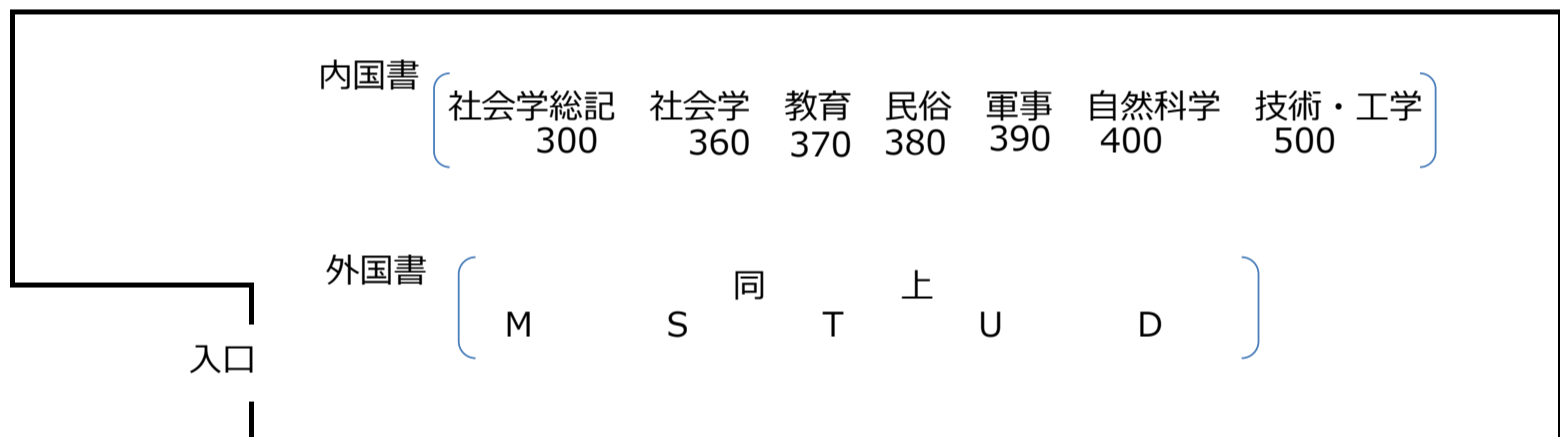 内国書
社会学総記 社会学 教育 民俗 軍事 自然科学 技術・工学
300 360 370 380 390 400 500
外国書
同 上
M S T U D
入口